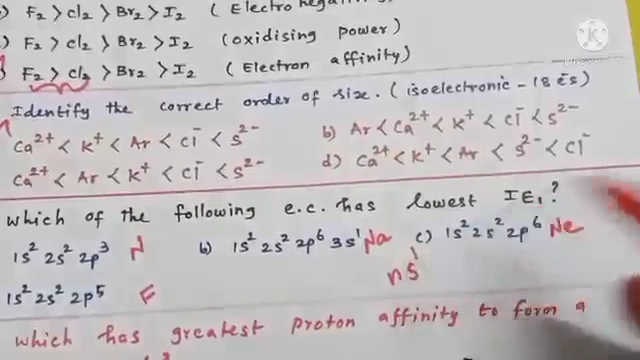 ) F2 > Cl2 > Br2 > I2 (Electro
) F2 > Cl2 > Br2 > I2 (oxidising power)
) F2 > Cl2 > Br2 > I2 (Electron affinity)
Identify the correct order of size. (isoelectronic - 18 es)
Ca2+ < K+ < Ar < Cl- < S2- b) Ar < Ca2+ < K+ < Cl- < S2-
Ca2+ < Ar < K+ < Cl- < S2- d) Ca2+ < K+ < Ar < S2- < Cl-
which of the following e.c. has lowest IE1?
1s2 2s2 2p3 N b) 1s2 2s2 2p6 3s1 Na c) 1s2 2s2 2p6 Ne
ns1
1s2 2s2 2p5 F
which has greatest proton affinity to form a
K